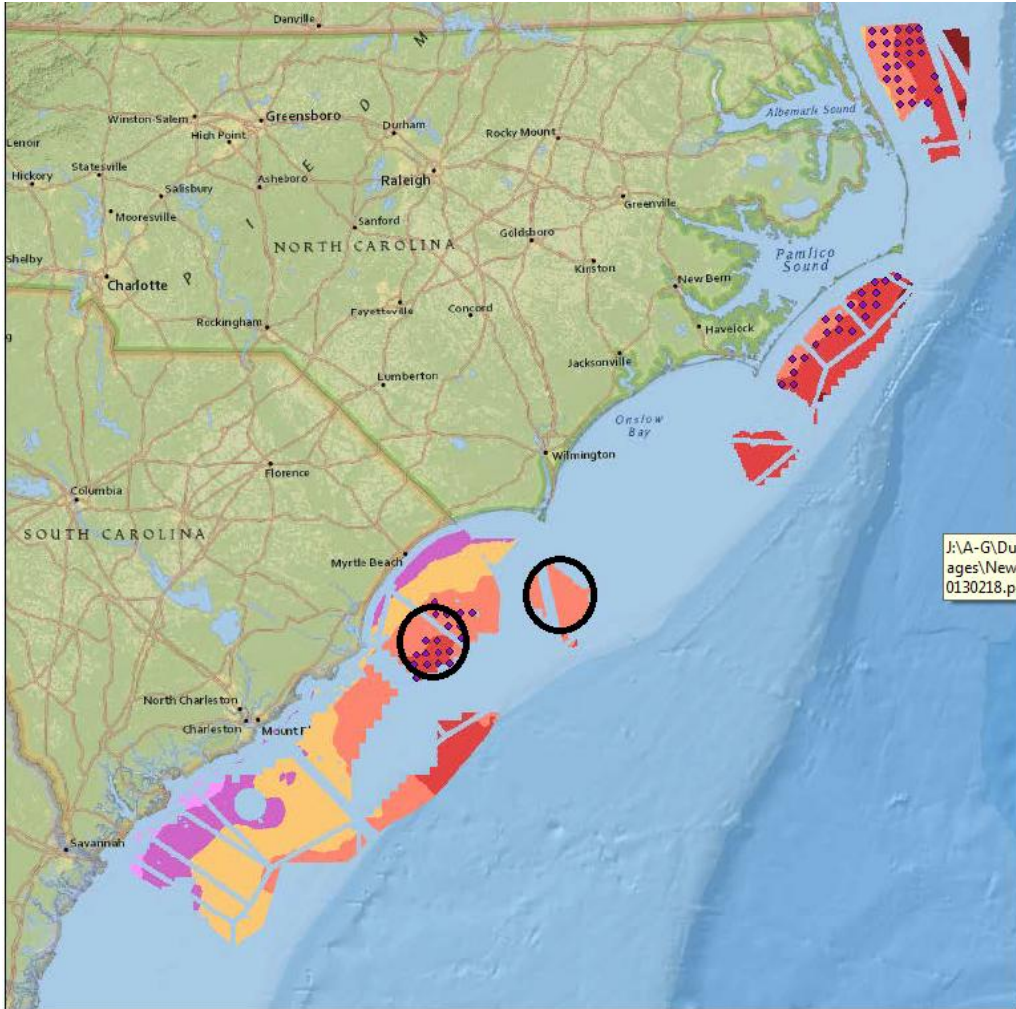 Danville
M
Albemarle Sound
D
Winston-Salem
Greensboro
High Point
Durham
Rocky Mount
Lenoir
E
Statesville
Raleigh
Hickory
Asheboro
Salisbury
Greenville
Mooresville
I
Sanford
Goldsboro
NORTH CAROLINA
Pamlico
Sound
Shelby
P
Kinston
Charlotte
New Bern
Fayetteville
Concord
Rockingham
Havelock
g
Jacksonville
Lumberton
Onslow
Bay
Wilmington
Florence
Columbia
SOUTH CAROLINA
Myrtle Beach
J:\A-G\Du
ages\New
0130218.p
North Charleston
Charleston
Mount Pl
Savannah